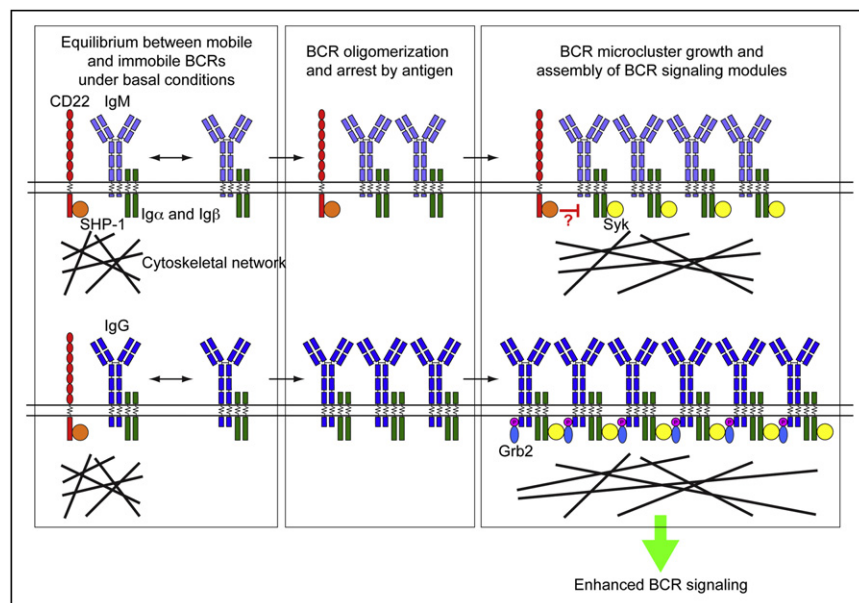 Equilibrium between mobile
and immobile BCRs
under basal conditions
BCR oligomerization
and arrest by antigen
BCR microcluster growth and
assembly of BCR signaling modules
CD22
IgM
SHP-1
Igα and Igβ
?
Syk
Cytoskeletal network
IgG
Grb2
Enhanced BCR signaling